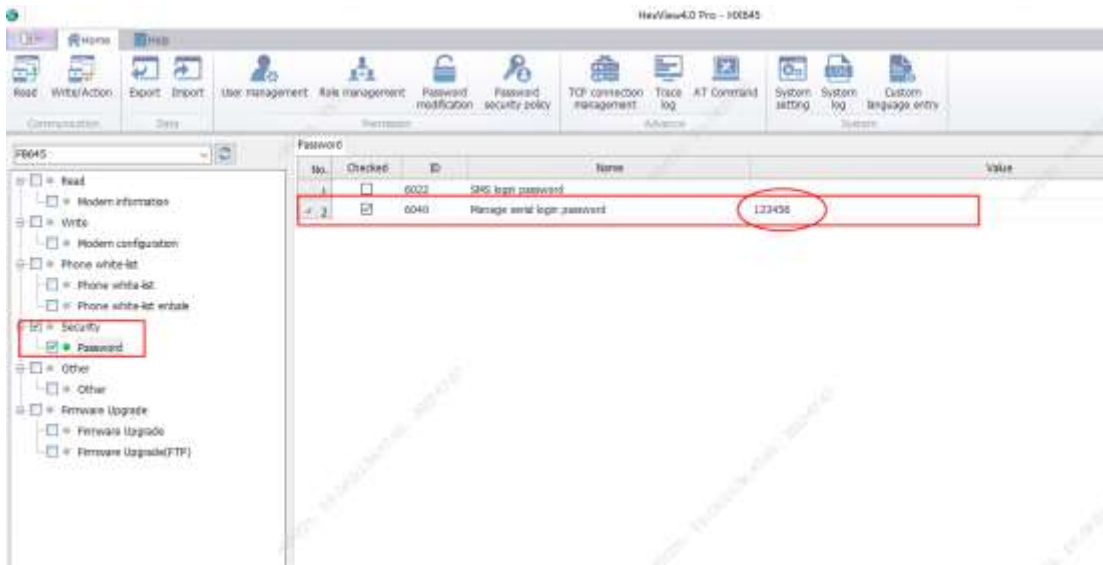 HexView4.0 Pro - HXE645
Home Help
Read Write/Action Export Import User management Role management Password modification Password security policy TCP connection management Trace log AT Command System setting System log Custom language entry
Communication Data Permission Advance System
Password
No. Checked ID Name Value
1 6022 SMS login password
2 6040 Manage serial login password 123456
Read
Modem information
Write
Modem configuration
Phone white-list
Phone white-list
Phone white-list enbale
Security
Password
Other
Other
Firmware Upgrade
Firmware Upgrade
Firmware Upgrade(FTP)